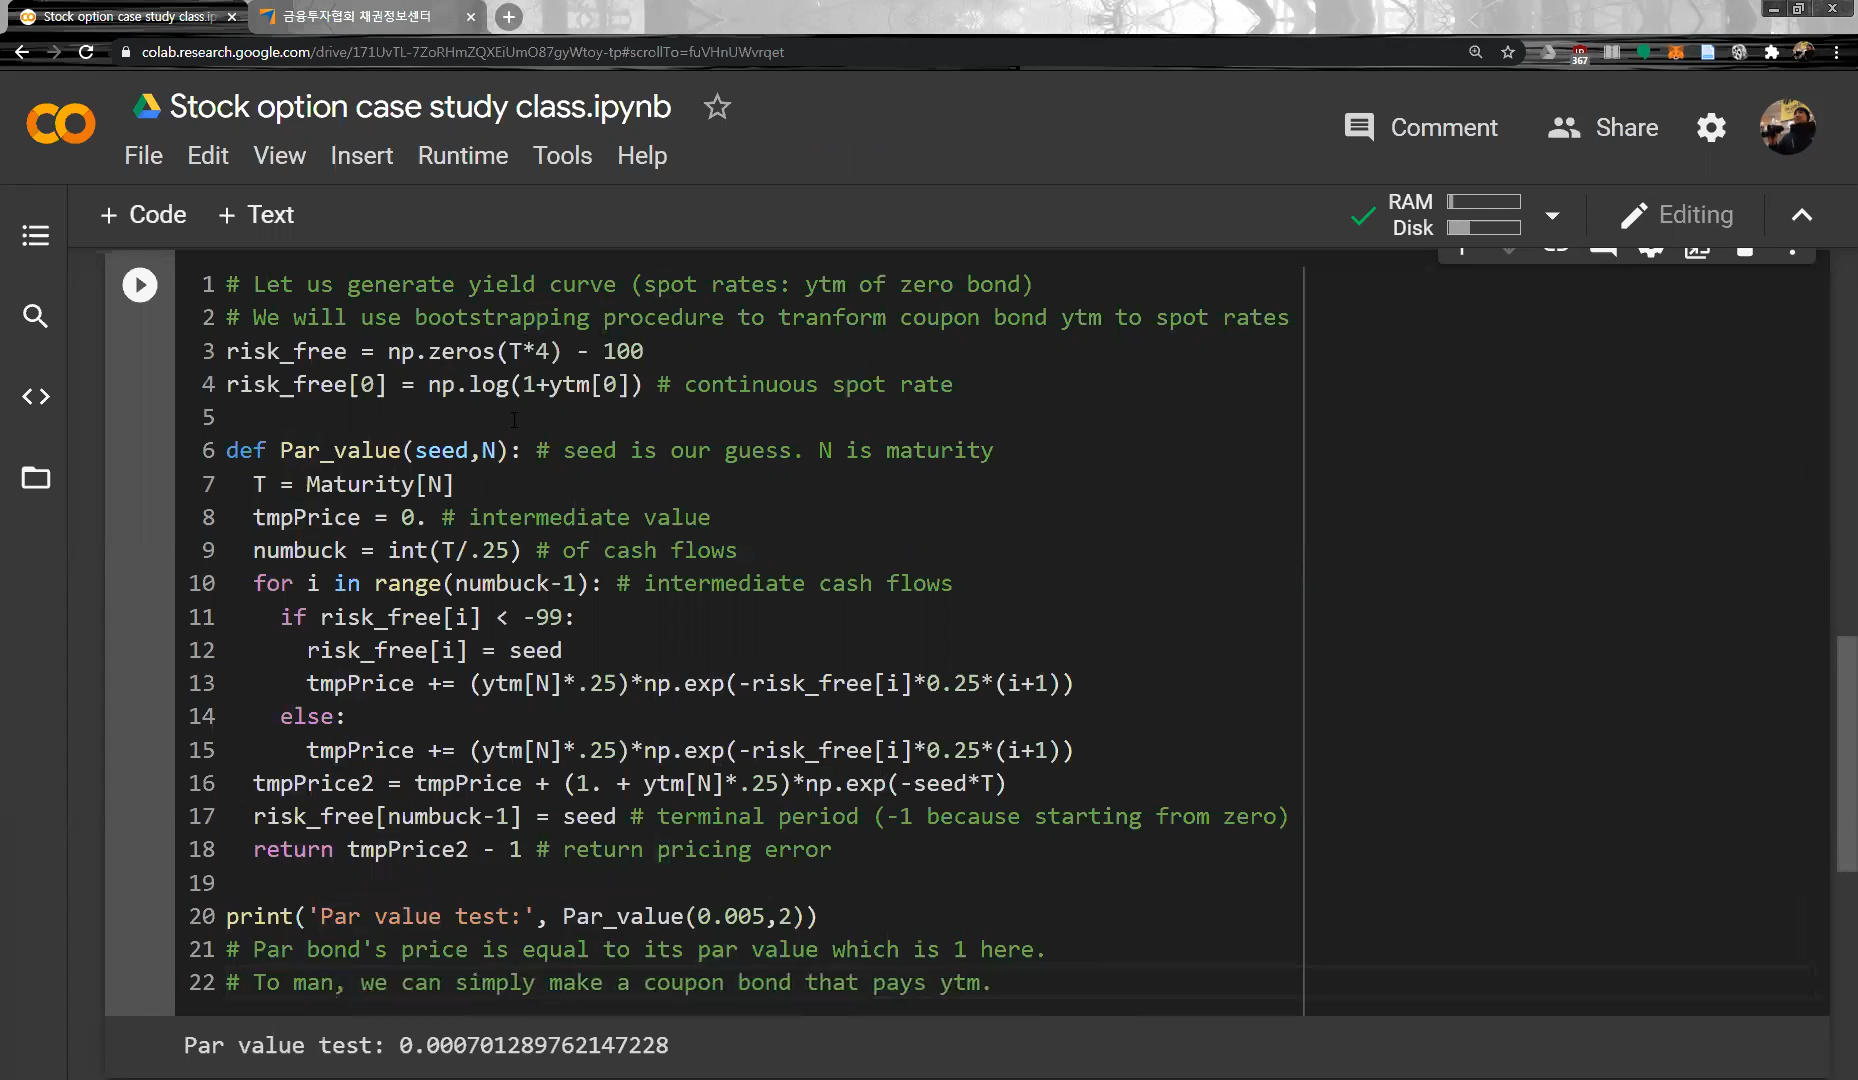 Stock option case study class.ip
금융투자협회 채권정보센터
colab.research.google.com/drive/171UvTL-7ZoRHmZQXEiUmO87gyWtoy-tp#scrollTo=fuVHnUWvrqet
367
Stock option case study class.ipynb
Comment
Share
File Edit View Insert Runtime Tools Help
+ Code + Text
RAM
Disk
Editing
1 # Let us generate yield curve (spot rates: ytm of zero bond)
2 # We will use bootstrapping procedure to tranform coupon bond ytm to spot rates
3 risk_free = np.zeros(T*4) - 100
4 risk_free[0] = np.log(1+ytm[0]) # continuous spot rate
5
6 def Par_value(seed,N): # seed is our guess. N is maturity
7 T = Maturity[N]
8 tmpPrice = 0. # intermediate value
9 numbuck = int(T/.25) # of cash flows
10 for i in range(numbuck-1): # intermediate cash flows
11 if risk_free[i] < -99:
12 risk_free[i] = seed
13 tmpPrice += (ytm[N]*.25)*np.exp(-risk_free[i]*0.25*(i+1))
14 else:
15 tmpPrice += (ytm[N]*.25)*np.exp(-risk_free[i]*0.25*(i+1))
16 tmpPrice2 = tmpPrice + (1. + ytm[N]*.25)*np.exp(-seed*T)
17 risk_free[numbuck-1] = seed # terminal period (-1 because starting from zero)
18 return tmpPrice2 - 1 # return pricing error
19
20 print('Par value test:', Par_value(0.005,2))
21 # Par bond's price is equal to its par value which is 1 here.
22 # To man, we can simply make a coupon bond that pays ytm.
Par value test: 0.000701289762147228